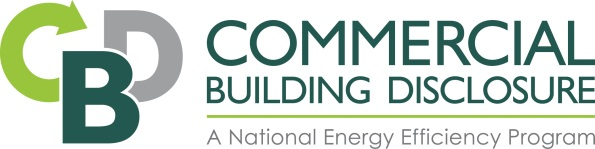 CBD
COMMERCIAL
BUILDING DISCLOSURE
A National Energy Efficiency Program